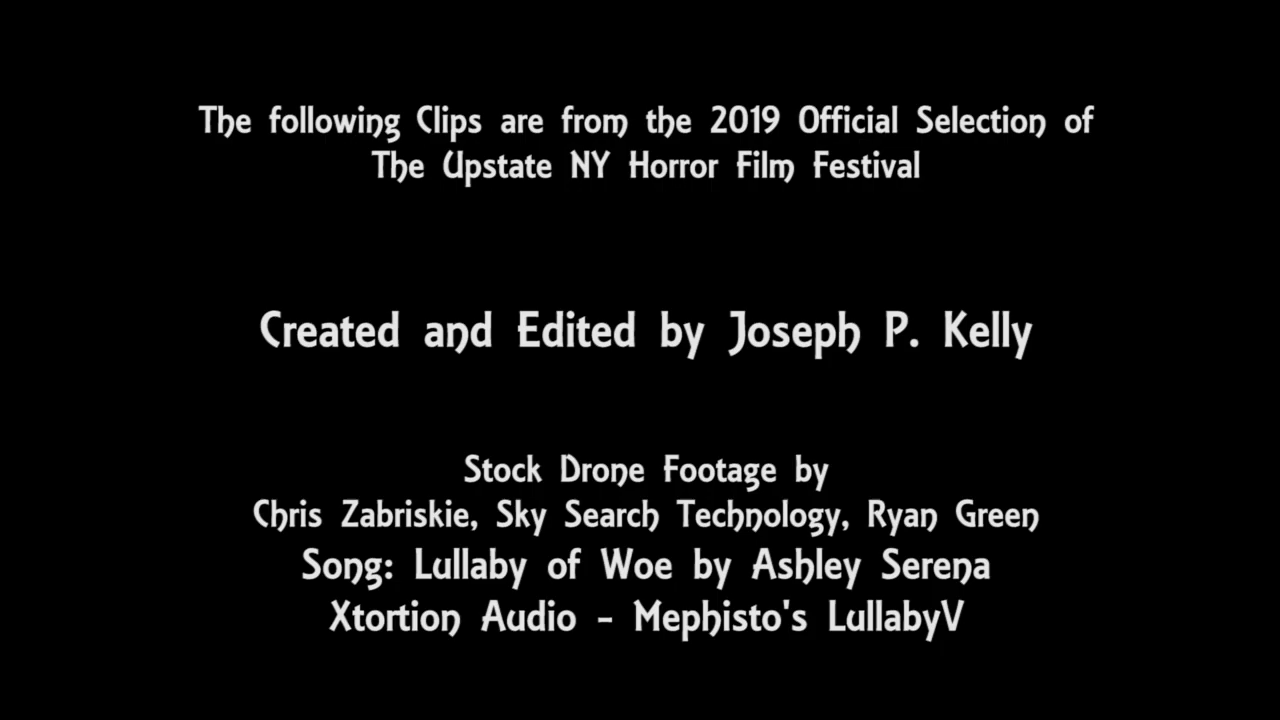 The following Clips are from the 2019 Official Selection of
The Upstate NY Horror Film Festival
Created and Edited by Joseph P. Kelly
Stock Drone Footage by
Chris Zabriskie, Sky Search Technology, Ryan Green
Song: Lullaby of Woe by Ashley Serena
Xtortion Audio - Mephisto's LullabyV